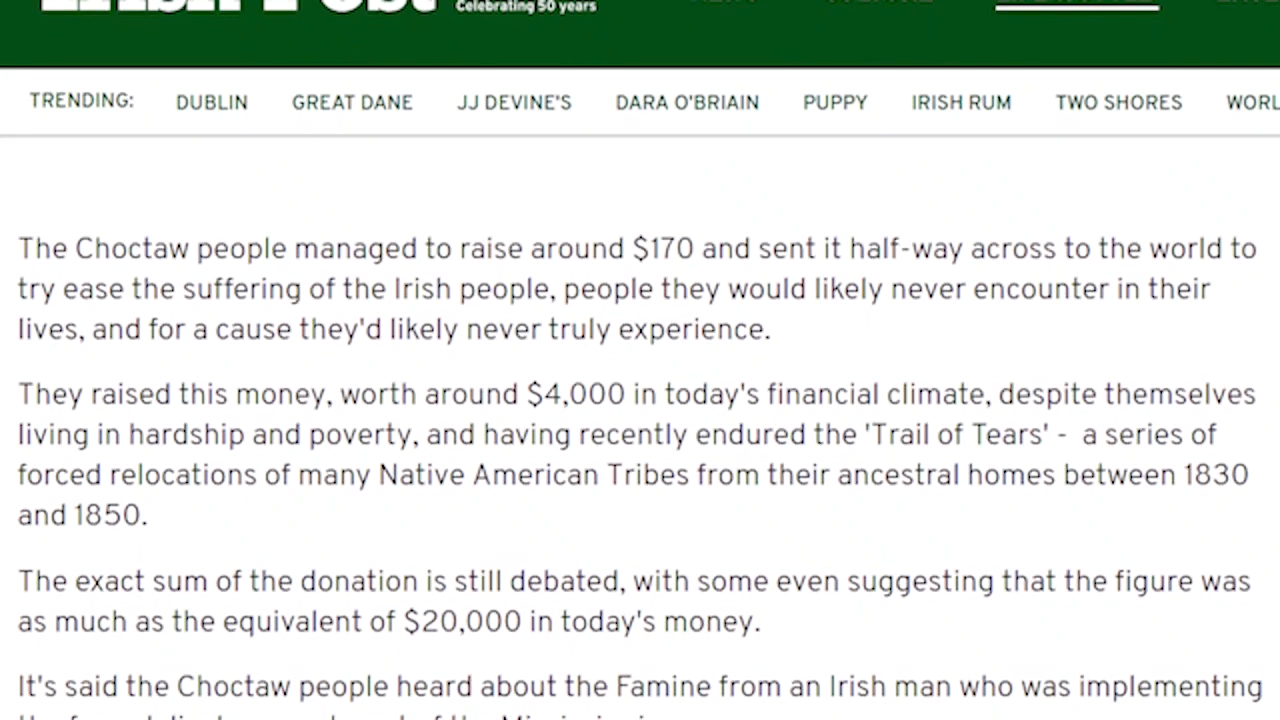 Irish Post
Celebrating 50 years
TRENDING: DUBLIN GREAT DANE JJ DEVINE'S DARA O'BRIAIN PUPPY IRISH RUM TWO SHORES WORL
The Choctaw people managed to raise around $170 and sent it half-way across to the world to
try ease the suffering of the Irish people, people they would likely never encounter in their
lives, and for a cause they'd likely never truly experience.
They raised this money, worth around $4,000 in today's financial climate, despite themselves
living in hardship and poverty, and having recently endured the 'Trail of Tears' - a series of
forced relocations of many Native American Tribes from their ancestral homes between 1830
and 1850.
The exact sum of the donation is still debated, with some even suggesting that the figure was
as much as the equivalent of $20,000 in today's money.
It's said the Choctaw people heard about the Famine from an Irish man who was implementing